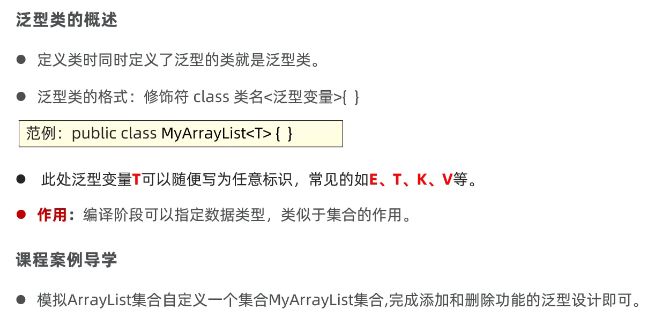 泛型类的概述
● 定义类时同时定义了泛型的类就是泛型类。
● 泛型类的格式：修饰符 class 类名<泛型变量>{ }
范例：public class MyArrayList<T> { }
● 此处泛型变量T可以随便写为任意标识，常见的如E、T、K、V等。
● 作用：编译阶段可以指定数据类型，类似于集合的作用。
课程案例导学
● 模拟ArrayList集合自定义一个集合MyArrayList集合,完成添加和删除功能的泛型设计即可。